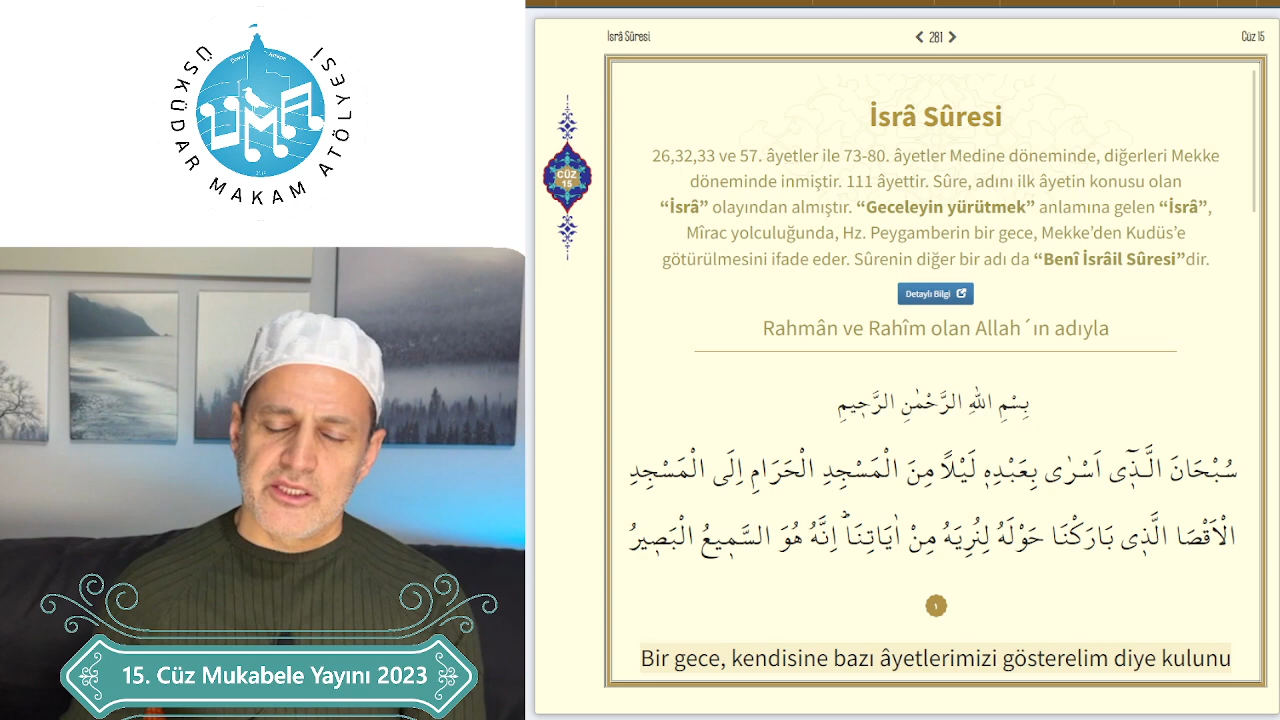 ÜSKÜDAR MAKAM ATÖLYESİ
UMA
15. Cüz Mukabele Yayını 2023
İsrâ Sûresi
281
Cüz 15
CÜZ
15
İsrâ Sûresi
26,32,33 ve 57. âyetler ile 73-80. âyetler Medine döneminde, diğerleri Mekke
döneminde inmiştir. 111 âyettir. Sûre, adını ilk âyetin konusu olan
“İsrâ” olayından almıştır. “Geceleyin yürütmek” anlamına gelen “İsrâ”,
Mîrac yolculuğunda, Hz. Peygamberin bir gece, Mekke’den Kudüs’e
götürülmesini ifade eder. Sûrenin diğer bir adı da “Benî İsrâil Sûresi”dir.
Detaylı Bilgi
Rahmân ve Rahîm olan Allah´ın adıyla
بِسْمِ اللهِ الرَّحْمٰنِ الرَّحٖيمِ
سُبْحَانَ الَّـذٖٓى اَسْرٰى بِعَبْدِهٖ لَيْلًا مِنَ الْمَسْجِدِ الْحَرَامِ اِلَى الْمَسْجِدِ
الْاَقْصَا الَّذٖى بَارَكْنَا حَوْلَهُ لِنُرِيَهُ مِنْ اٰيَاتِنَاؕ اِنَّهُ هُوَ السَّمٖيعُ الْبَصٖيرُ
١
Bir gece, kendisine bazı âyetlerimizi gösterelim diye kulunu